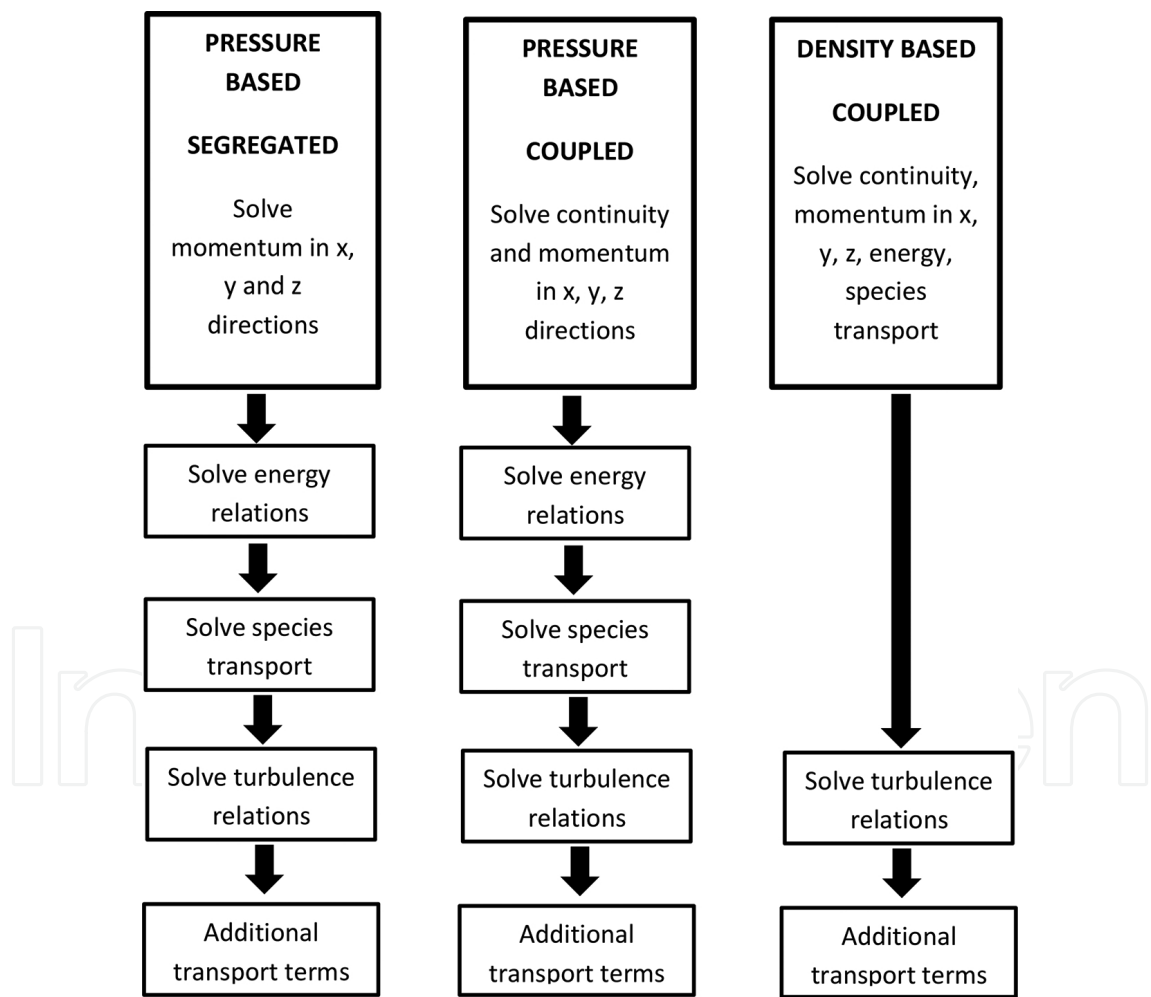 PRESSURE
BASED
SEGREGATED
Solve
momentum in x,
y and z
directions
Solve energy
relations
Solve species
transport
Solve turbulence
relations
Additional
transport terms
PRESSURE
BASED
COUPLED
Solve continuity
and momentum
in x, y, z
directions
Solve energy
relations
Solve species
transport
Solve turbulence
relations
Additional
transport terms
DENSITY BASED
COUPLED
Solve continuity,
momentum in x,
y, z, energy,
species
transport
Solve turbulence
relations
Additional
transport terms